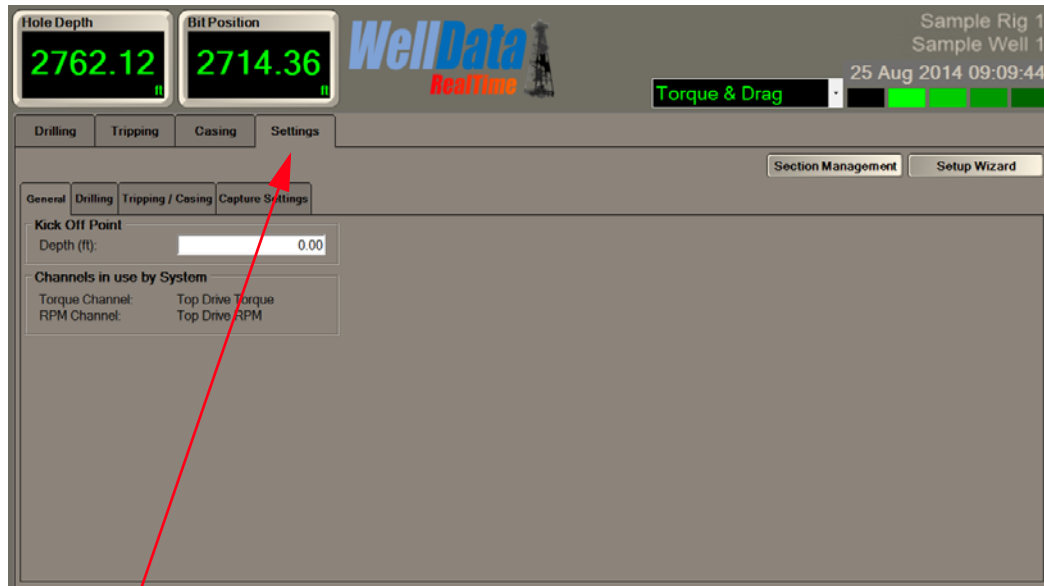 Hole Depth
2762.12
ft
Bit Position
2714.36
ft
WellData
RealTime
Sample Rig 1
Sample Well 1
25 Aug 2014 09:09:44
Torque & Drag
Drilling Tripping Casing Settings
Section Management Setup Wizard
General Drilling Tripping / Casing Capture Settings
Kick Off Point
Depth (ft): 0.00
Channels in use by System
Torque Channel: Top Drive Torque
RPM Channel: Top Drive RPM